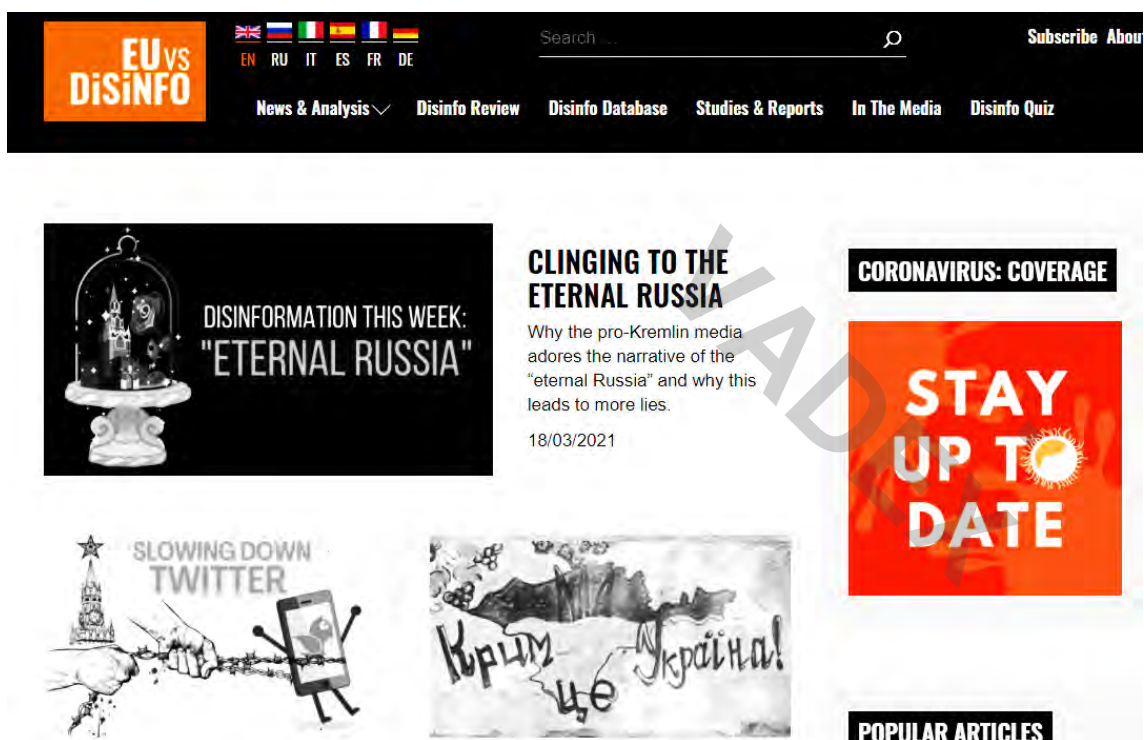 EUvs
DiSiNFO
EN RU IT ES FR DE
Search ...
Subscribe About
News & Analysis Disinfo Review Disinfo Database Studies & Reports In The Media Disinfo Quiz
DISINFORMATION THIS WEEK:
"ETERNAL RUSSIA"
CLINGING TO THE
ETERNAL RUSSIA
Why the pro-Kremlin media
adores the narrative of the
“eternal Russia” and why this
leads to more lies.
18/03/2021
CORONAVIRUS: COVERAGE
STAY
UP TO
DATE
VADEX
SLOWING DOWN
TWITTER
Крим
це
Україна!
POPULAR ARTICLES